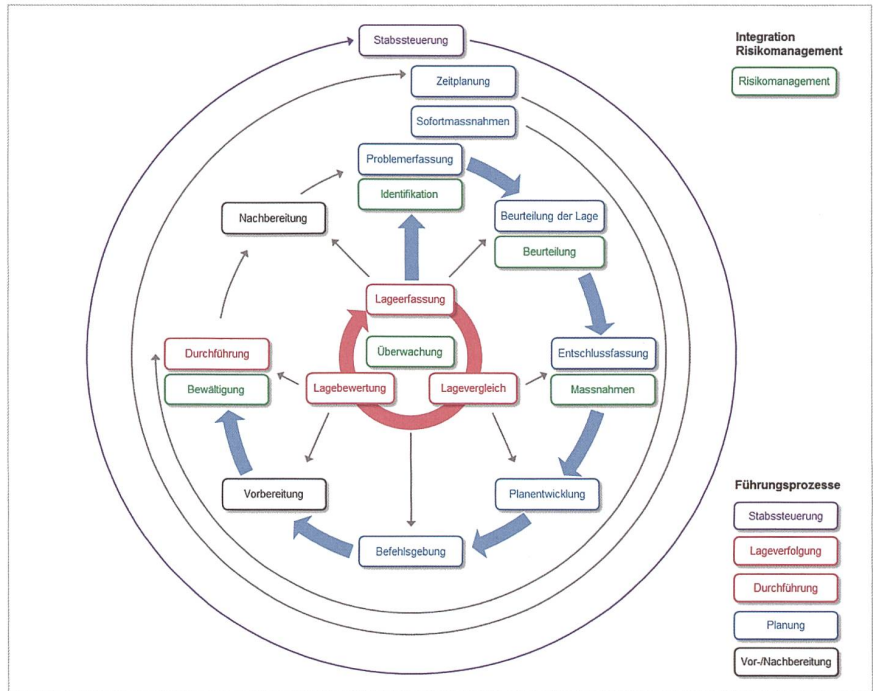 Stabssteuerung
Integration
Risikomanagement
Risikomanagement
Zeitplanung
Sofortmassnahmen
Problemerfassung
Identifikation
Nachbereitung
Beurteilung der Lage
Beurteilung
Lageerfassung
Durchführung
Überwachung
Entschlussfassung
Bewältigung
Lagebewertung
Lagevergleich
Massnahmen
Vorbereitung
Planentwicklung
Befehlsgebung
Führungsprozesse
Stabssteuerung
Lageverfolgung
Durchführung
Planung
Vor-/Nachbereitung